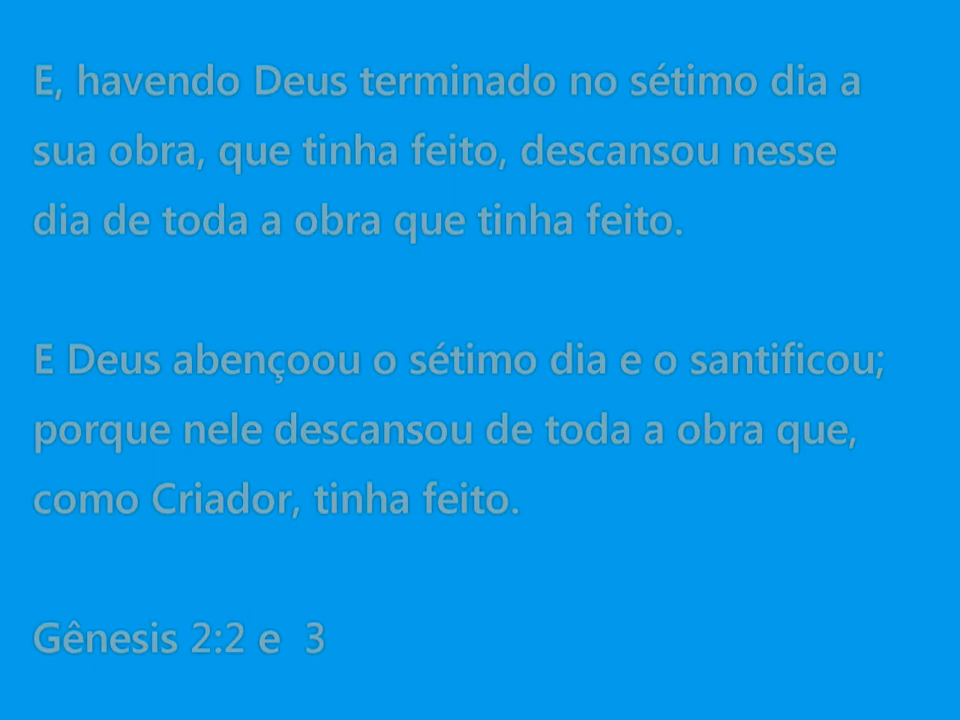 E, havendo Deus terminado no sétimo dia a
sua obra, que tinha feito, descansou nesse
dia de toda a obra que tinha feito.
E Deus abençoou o sétimo dia e o santificou;
porque nele descansou de toda a obra que,
como Criador, tinha feito.
Gênesis 2:2 e  3